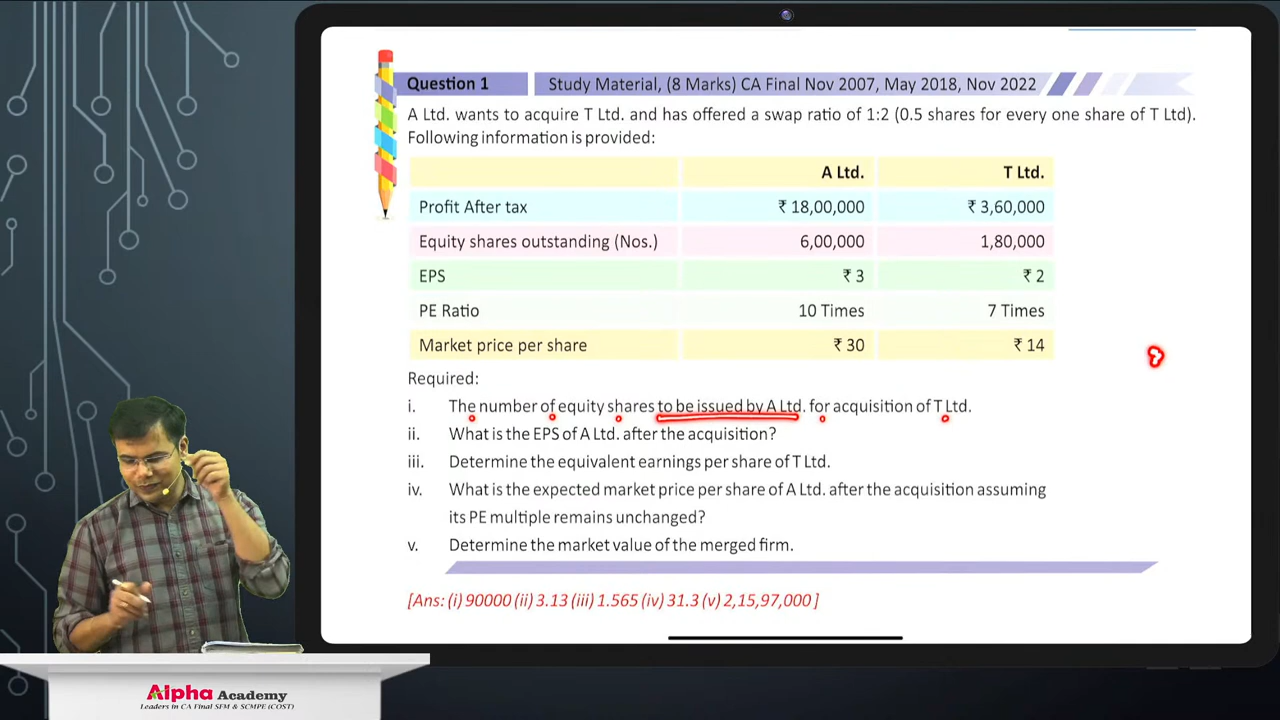 Question 1 Study Material, (8 Marks) CA Final Nov 2007, May 2018, Nov 2022
A Ltd. wants to acquire T Ltd. and has offered a swap ratio of 1:2 (0.5 shares for every one share of T Ltd).
Following information is provided:
A Ltd. T Ltd.
Profit After tax ₹ 18,00,000 ₹ 3,60,000
Equity shares outstanding (Nos.) 6,00,000 1,80,000
EPS ₹ 3 ₹ 2
PE Ratio 10 Times 7 Times
Market price per share ₹ 30 ₹ 14
Required:
i. The number of equity shares to be issued by A Ltd. for acquisition of T Ltd.
ii. What is the EPS of A Ltd. after the acquisition?
iii. Determine the equivalent earnings per share of T Ltd.
iv. What is the expected market price per share of A Ltd. after the acquisition assuming
its PE multiple remains unchanged?
v. Determine the market value of the merged firm.
[Ans: (i) 90000 (ii) 3.13 (iii) 1.565 (iv) 31.3 (v) 2,15,97,000 ]
Alpha Academy
Leaders in CA Final SFM & SCMPE (COST)